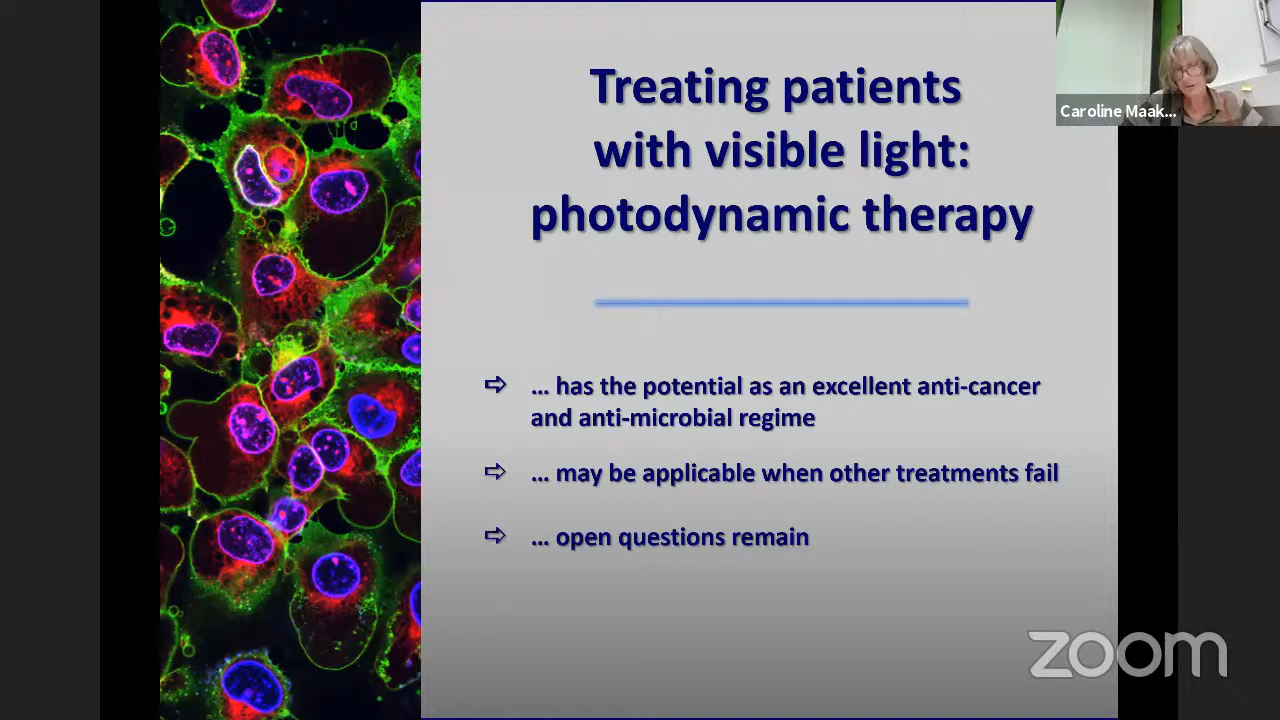 Treating patients
with visible light:
photodynamic therapy
Caroline Maak...
⇨ ... has the potential as an excellent anti-cancer
and anti-microbial regime
⇨ ... may be applicable when other treatments fail
⇨ ... open questions remain
zoom